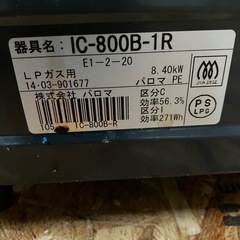 器具名: IC-800B-1R
E1-2-20
LPガス用 8.40kW
14・03-901677 パロマ PE
株式会社 パロマ
区分C
効率56.3%
区分I
効率271Wh
IC-800B-R
JIA
PS
LPG